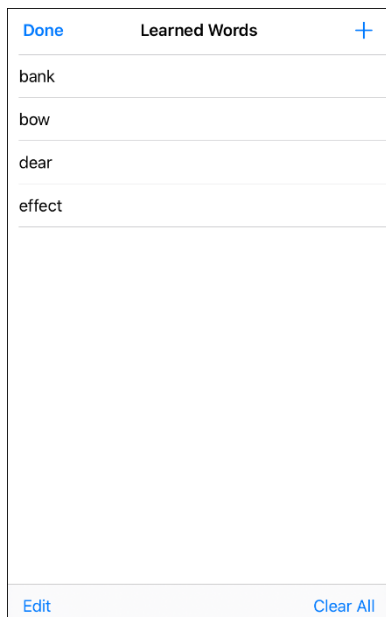 Done Learned Words +
bank
bow
dear
effect
Edit Clear All